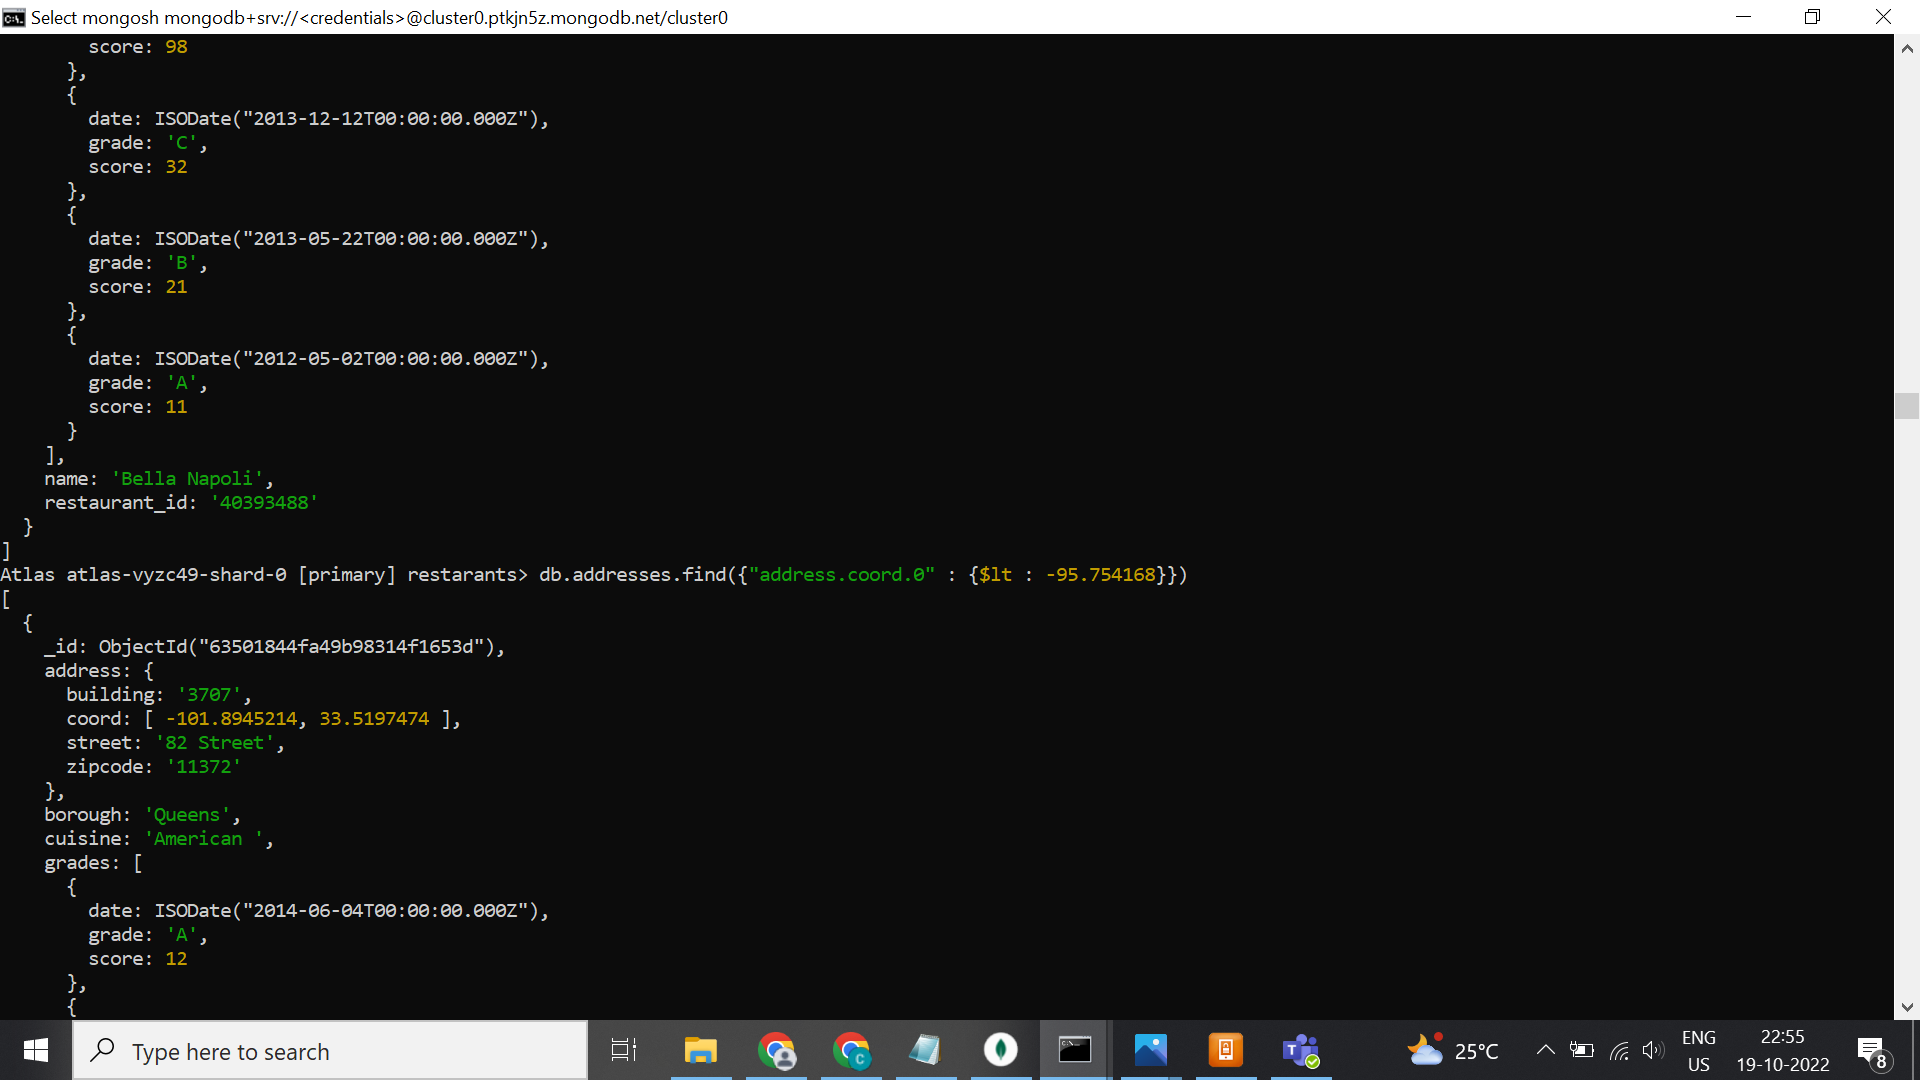 Select mongosh mongodb+srv://<credentials>@cluster0.ptkjn5z.mongodb.net/cluster0
score: 98
},
{
date: ISODate("2013-12-12T00:00:00.000Z"),
grade: 'C',
score: 32
},
{
date: ISODate("2013-05-22T00:00:00.000Z"),
grade: 'B',
score: 21
},
{
date: ISODate("2012-05-02T00:00:00.000Z"),
grade: 'A',
score: 11
}
],
name: 'Bella Napoli',
restaurant_id: '40393488'
}
]
Atlas atlas-vyzc49-shard-0 [primary] restarants> db.addresses.find({"address.coord.0" : {$lt : -95.754168}})
[
{
_id: ObjectId("63501844fa49b98314f1653d"),
address: {
building: '3707',
coord: [ -101.8945214, 33.5197474 ],
street: '82 Street',
zipcode: '11372'
},
borough: 'Queens',
cuisine: 'American ',
grades: [
{
date: ISODate("2014-06-04T00:00:00.000Z"),
grade: 'A',
score: 12
},
{
Type here to search
25°C
ENG
US
22:55
19-10-2022
8